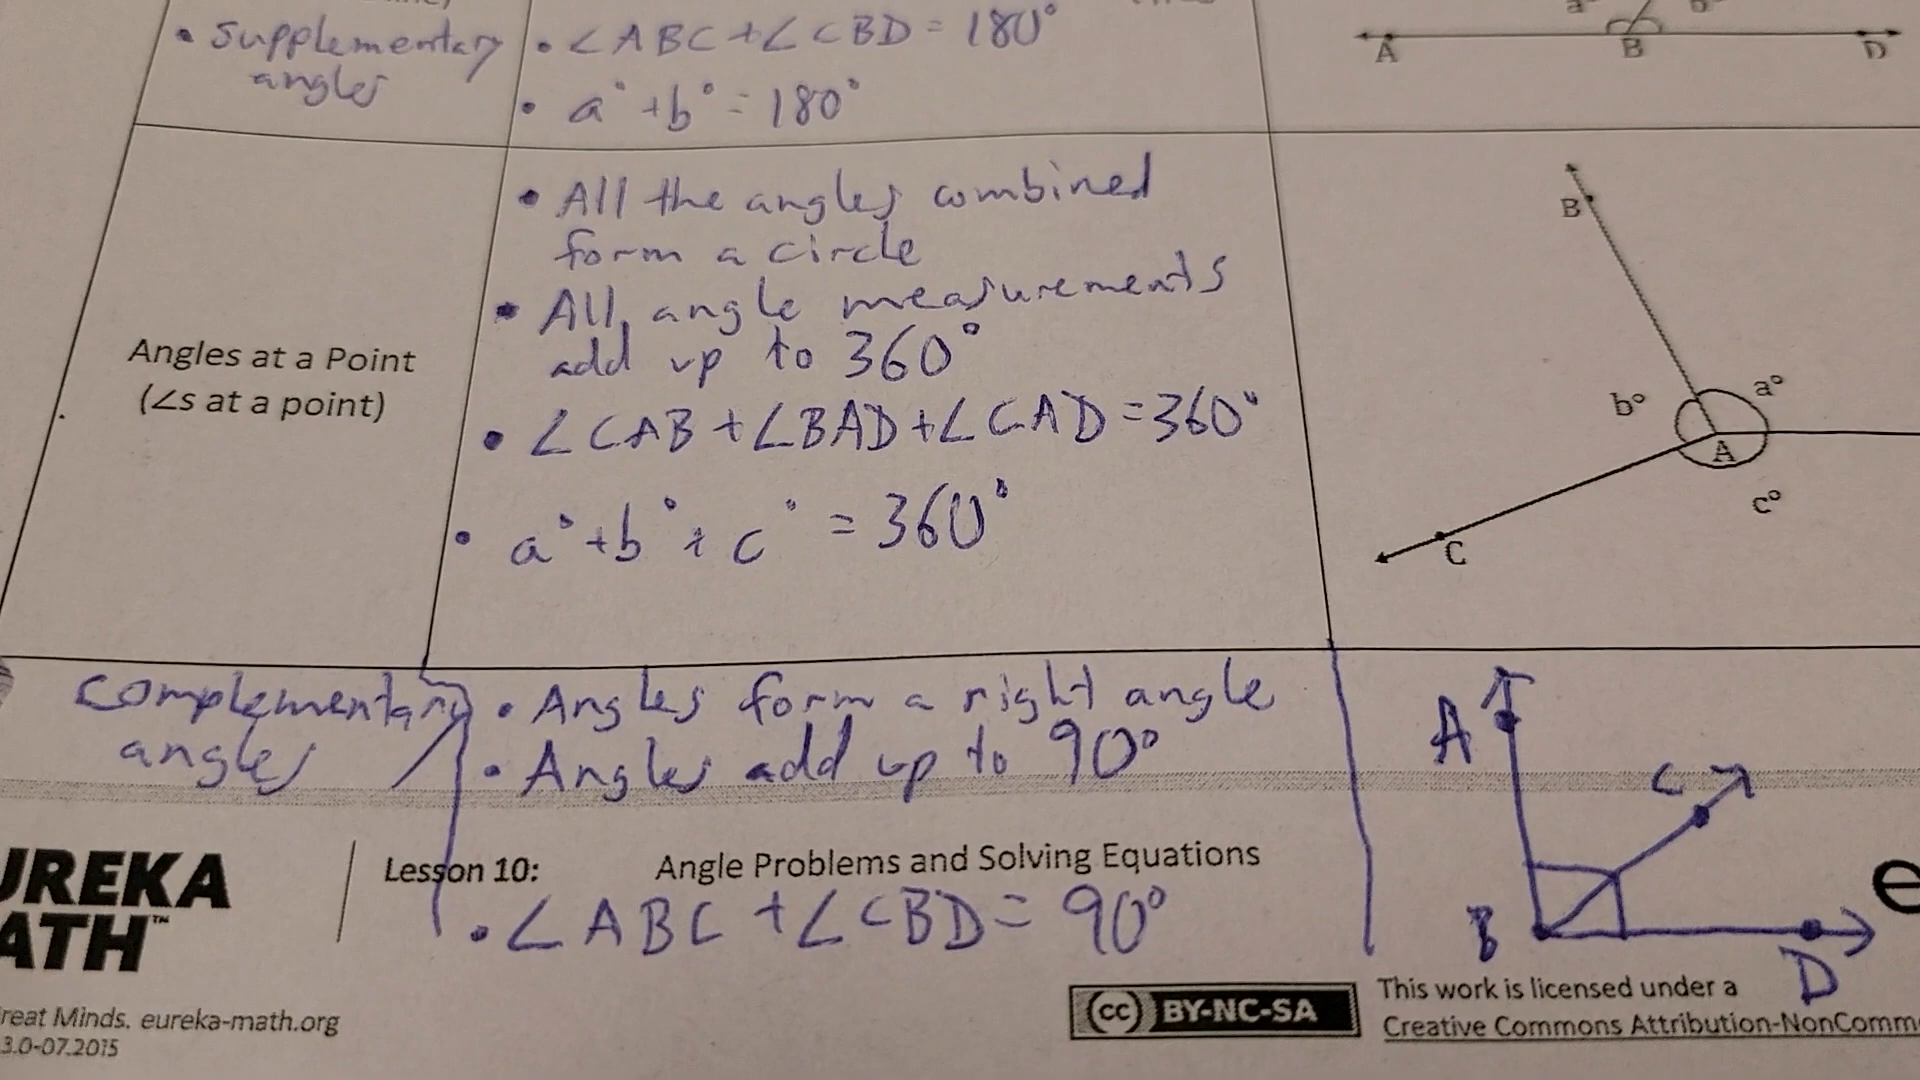 • Supplementary
angles
• ∠ABC+∠CBD = 180°
• a°+b° = 180°
A
B
D
Angles at a Point
(∠s at a point)
• All the angles combined
form a circle
• All angle measurements
add up to 360°
• ∠CAB+∠BAD+∠CAD=360°
• a°+b°+c° = 360°
B
b°
a°
A
c°
C
Complementary
angles
• Angles form a right angle
• Angles add up to 90°
• ∠ABC+∠CBD= 90°
A
C
B
D
UREKA
ATH™
Lesson 10: Angle Problems and Solving Equations
e
reat Minds. eureka-math.org
3.0-07.2015
cc BY-NC-SA
This work is licensed under a
Creative Commons Attribution-NonComm